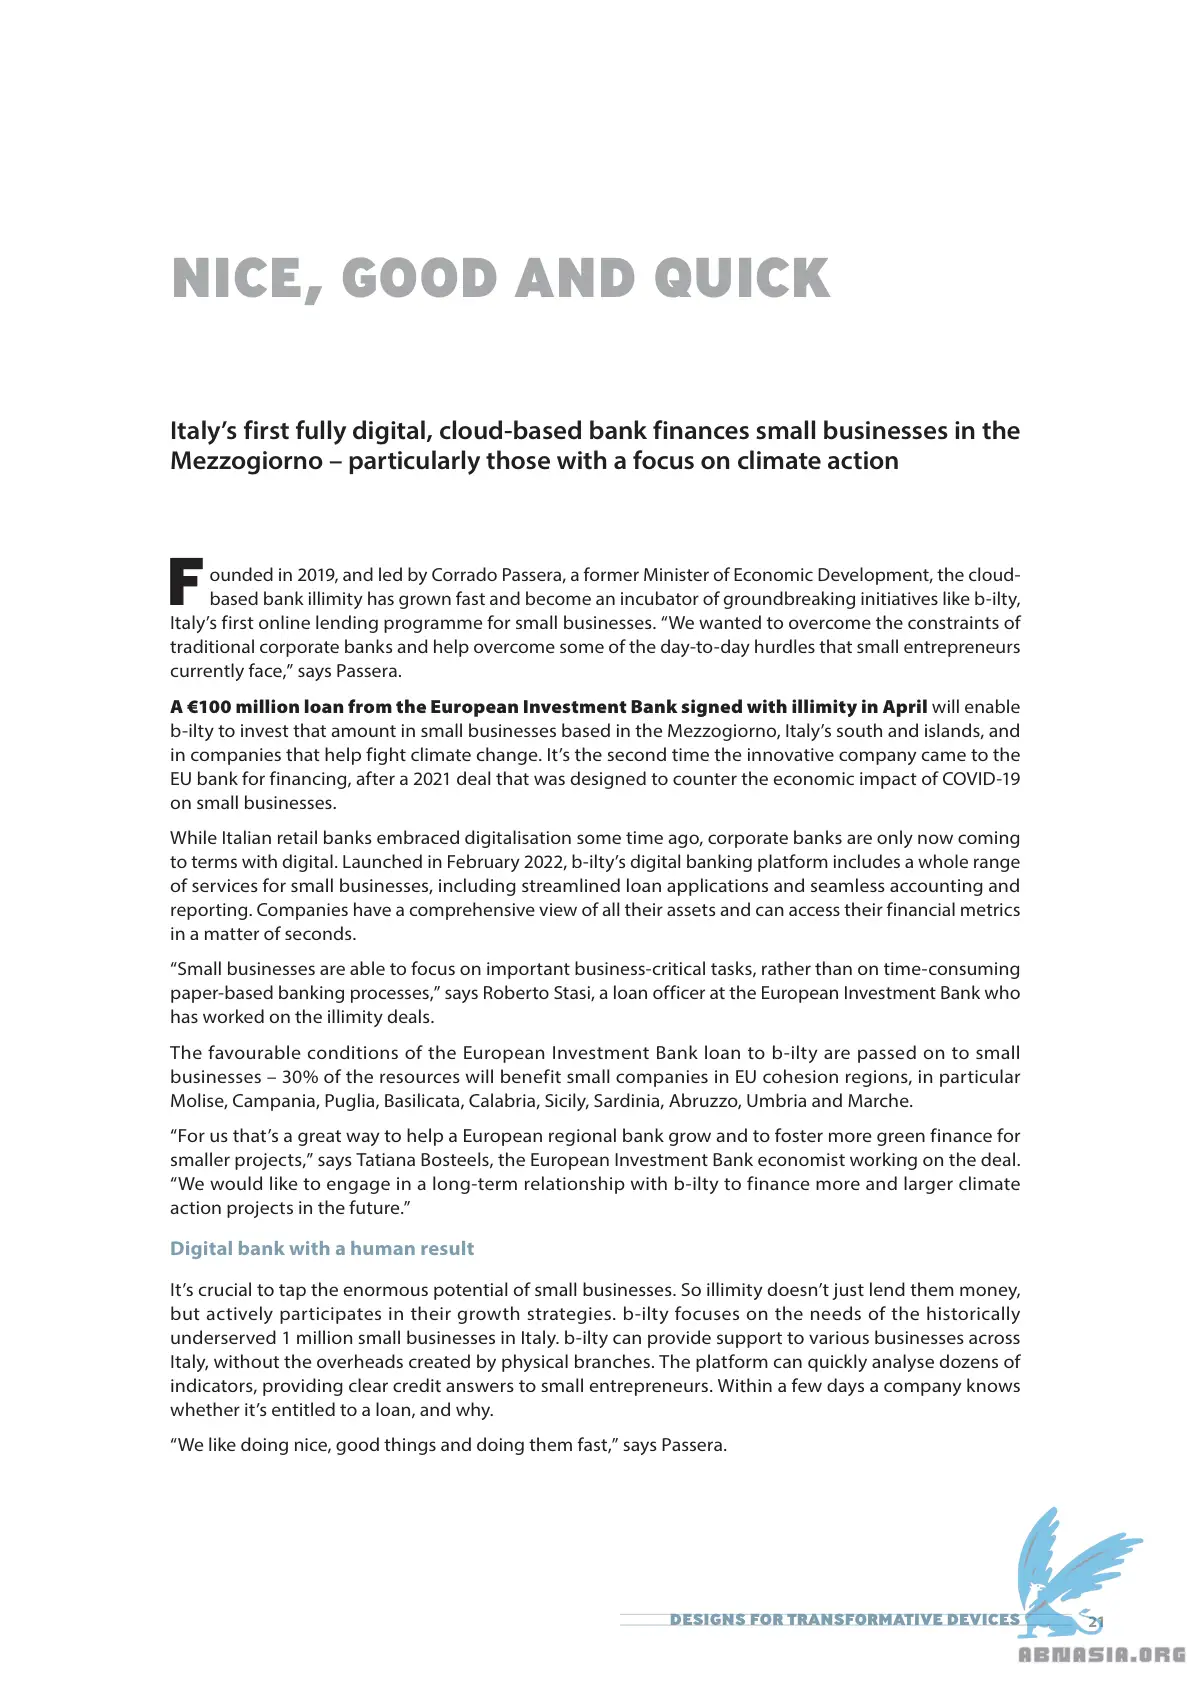 NICE, GOOD AND QUICK
Italy’s first fully digital, cloud-based bank finances small businesses in the
Mezzogiorno – particularly those with a focus on climate action
Founded in 2019, and led by Corrado Passera, a former Minister of Economic Development, the cloud-
based bank illimity has grown fast and become an incubator of groundbreaking initiatives like b-ilty,
Italy’s first online lending programme for small businesses. “We wanted to overcome the constraints of
traditional corporate banks and help overcome some of the day-to-day hurdles that small entrepreneurs
currently face,” says Passera.
A €100 million loan from the European Investment Bank signed with illimity in April will enable
b-ilty to invest that amount in small businesses based in the Mezzogiorno, Italy’s south and islands, and
in companies that help fight climate change. It’s the second time the innovative company came to the
EU bank for financing, after a 2021 deal that was designed to counter the economic impact of COVID-19
on small businesses.
While Italian retail banks embraced digitalisation some time ago, corporate banks are only now coming
to terms with digital. Launched in February 2022, b-ilty’s digital banking platform includes a whole range
of services for small businesses, including streamlined loan applications and seamless accounting and
reporting. Companies have a comprehensive view of all their assets and can access their financial metrics
in a matter of seconds.
“Small businesses are able to focus on important business-critical tasks, rather than on time-consuming
paper-based banking processes,” says Roberto Stasi, a loan officer at the European Investment Bank who
has worked on the illimity deals.
The favourable conditions of the European Investment Bank loan to b-ilty are passed on to small
businesses – 30% of the resources will benefit small companies in EU cohesion regions, in particular
Molise, Campania, Puglia, Basilicata, Calabria, Sicily, Sardinia, Abruzzo, Umbria and Marche.
“For us that’s a great way to help a European regional bank grow and to foster more green finance for
smaller projects,” says Tatiana Bosteels, the European Investment Bank economist working on the deal.
“We would like to engage in a long-term relationship with b-ilty to finance more and larger climate
action projects in the future.”
Digital bank with a human result
It’s crucial to tap the enormous potential of small businesses. So illimity doesn’t just lend them money,
but actively participates in their growth strategies. b-ilty focuses on the needs of the historically
underserved 1 million small businesses in Italy. b-ilty can provide support to various businesses across
Italy, without the overheads created by physical branches. The platform can quickly analyse dozens of
indicators, providing clear credit answers to small entrepreneurs. Within a few days a company knows
whether it’s entitled to a loan, and why.
“We like doing nice, good things and doing them fast,” says Passera.
DESIGNS FOR TRANSFORMATIVE DEVICES 21
ABNASIA.ORG